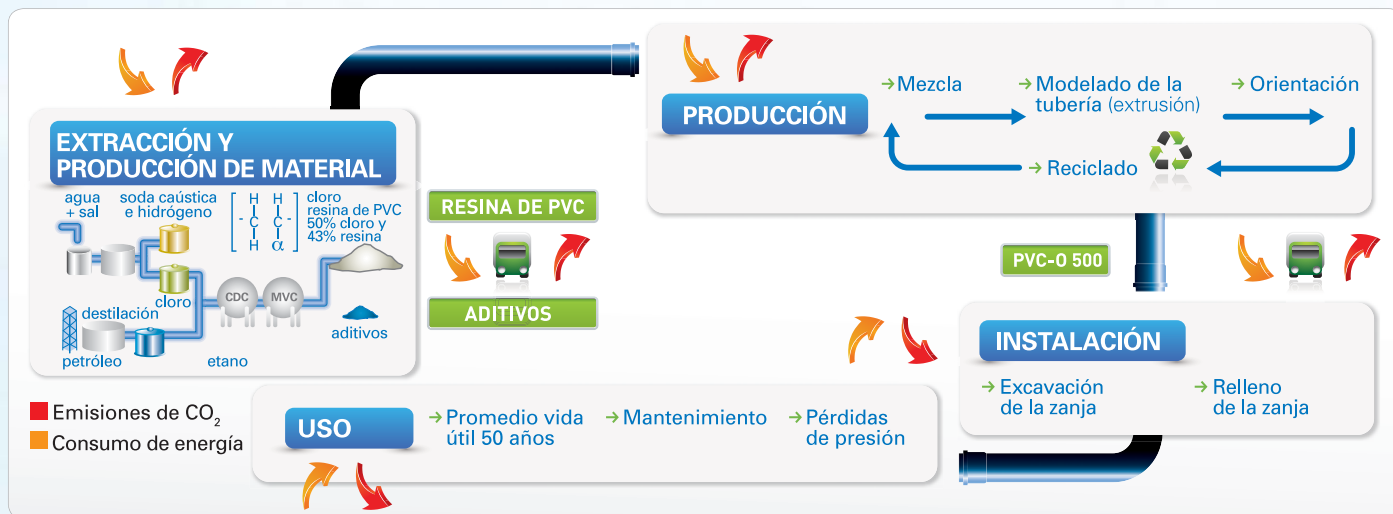 EXTRACCIÓN Y
PRODUCCIÓN DE MATERIAL
agua
+ sal
soda caústica
e hidrógeno
H H
- C C -
H α
cloro
resina de PVC
50% cloro y
43% resina
cloro
CDC
MVC
destilación
petróleo
etano
aditivos
RESINA DE PVC
ADITIVOS
PRODUCCIÓN
Mezcla
Modelado de la
tubería (extrusión)
Orientación
Reciclado
PVC-O 500
INSTALACIÓN
Excavación
de la zanja
Relleno
de la zanja
USO
Promedio vida
útil 50 años
Mantenimiento
Pérdidas
de presión
Emisiones de CO₂
Consumo de energía